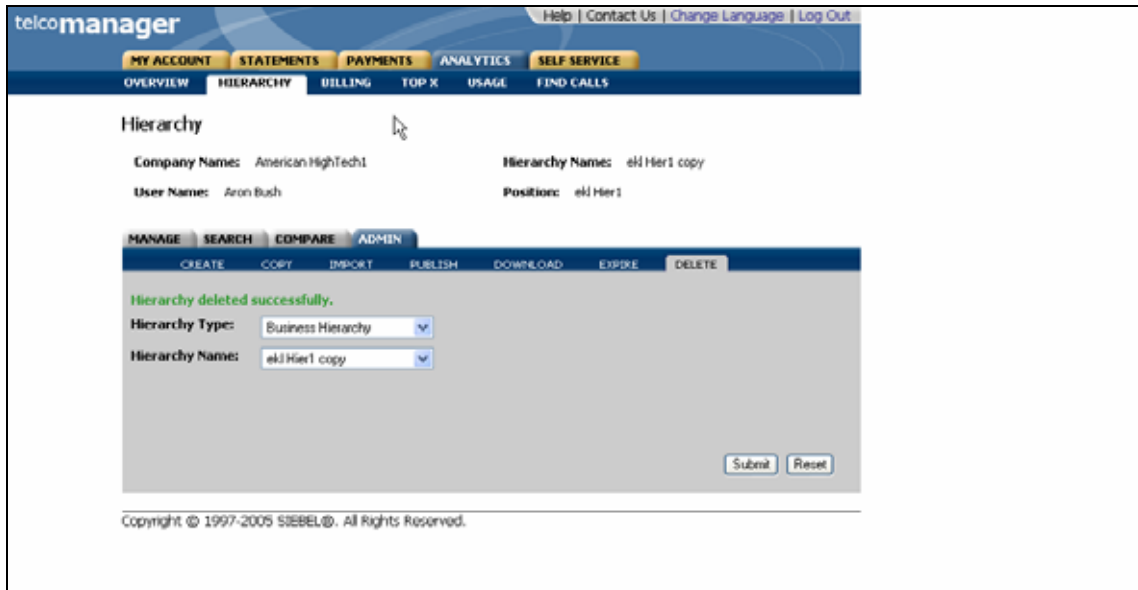 telcomanager
Help | Contact Us | Change Language | Log Out
MY ACCOUNT STATEMENTS PAYMENTS ANALYTICS SELF SERVICE
OVERVIEW HIERARCHY BILLING TOP X USAGE FIND CALLS
Hierarchy
Company Name: American HighTech1 Hierarchy Name: ekl Hier1 copy
User Name: Aron Bush Position: ekl Hier1
MANAGE SEARCH COMPARE ADMIN
CREATE COPY IMPORT PUBLISH DOWNLOAD EXPIRE DELETE
Hierarchy deleted successfully.
Hierarchy Type: Business Hierarchy
Hierarchy Name: ekl Hier1 copy
Submit Reset
Copyright © 1997-2005 SIEBEL®. All Rights Reserved.